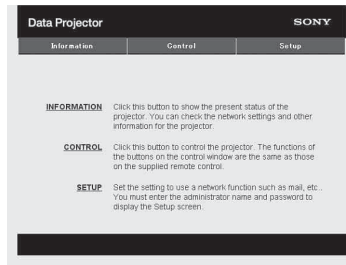 Data Projector SONY
Information Control Setup
INFORMATION Click this button to show the present status of the
projector. You can check the network settings and other
information for the projector.
CONTROL Click this button to control the projector. The functions of
the buttons on the control window are the same as those
on the supplied remote control.
SETUP Set the setting to use a network function such as mail, etc..
You must enter the administrator name and password to
display the Setup screen.